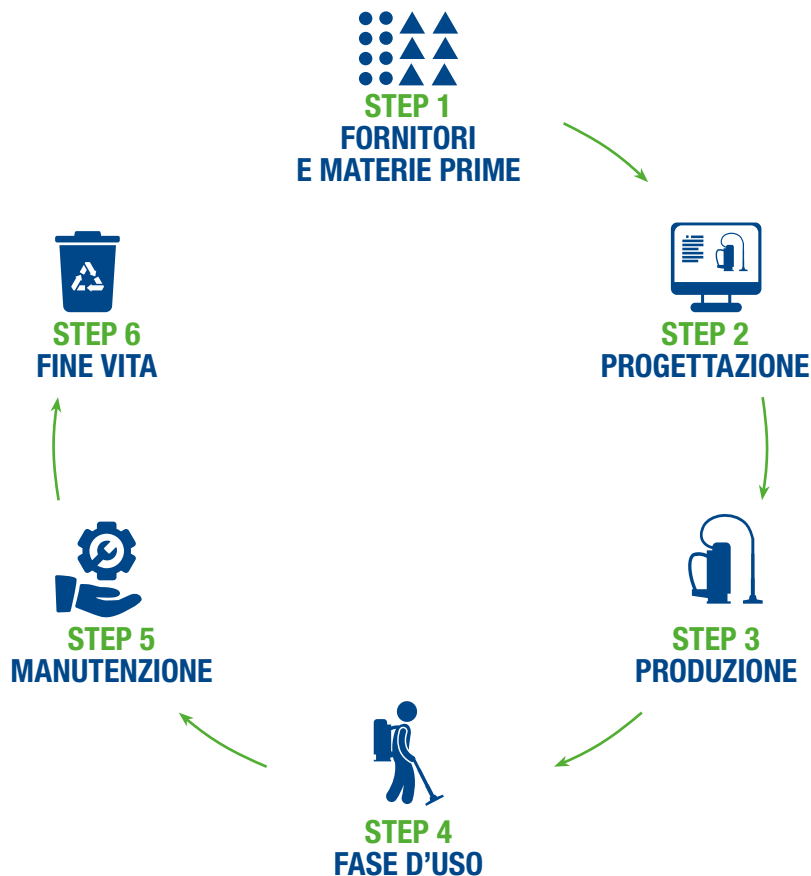 STEP 1
FORNITORI
E MATERIE PRIME
STEP 2
PROGETTAZIONE
STEP 3
PRODUZIONE
STEP 4
FASE D'USO
STEP 5
MANUTENZIONE
STEP 6
FINE VITA